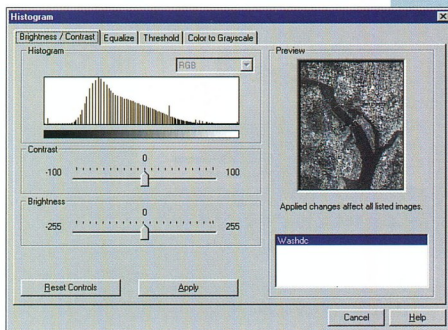 Histogram
Brightness / Contrast Equalize Threshold Color to Grayscale
Histogram
RGB
Contrast
0
-100 100
Brightness
0
-255 255
Reset Controls Apply
Preview
Applied changes affect all listed images.
Washdc
Cancel Help